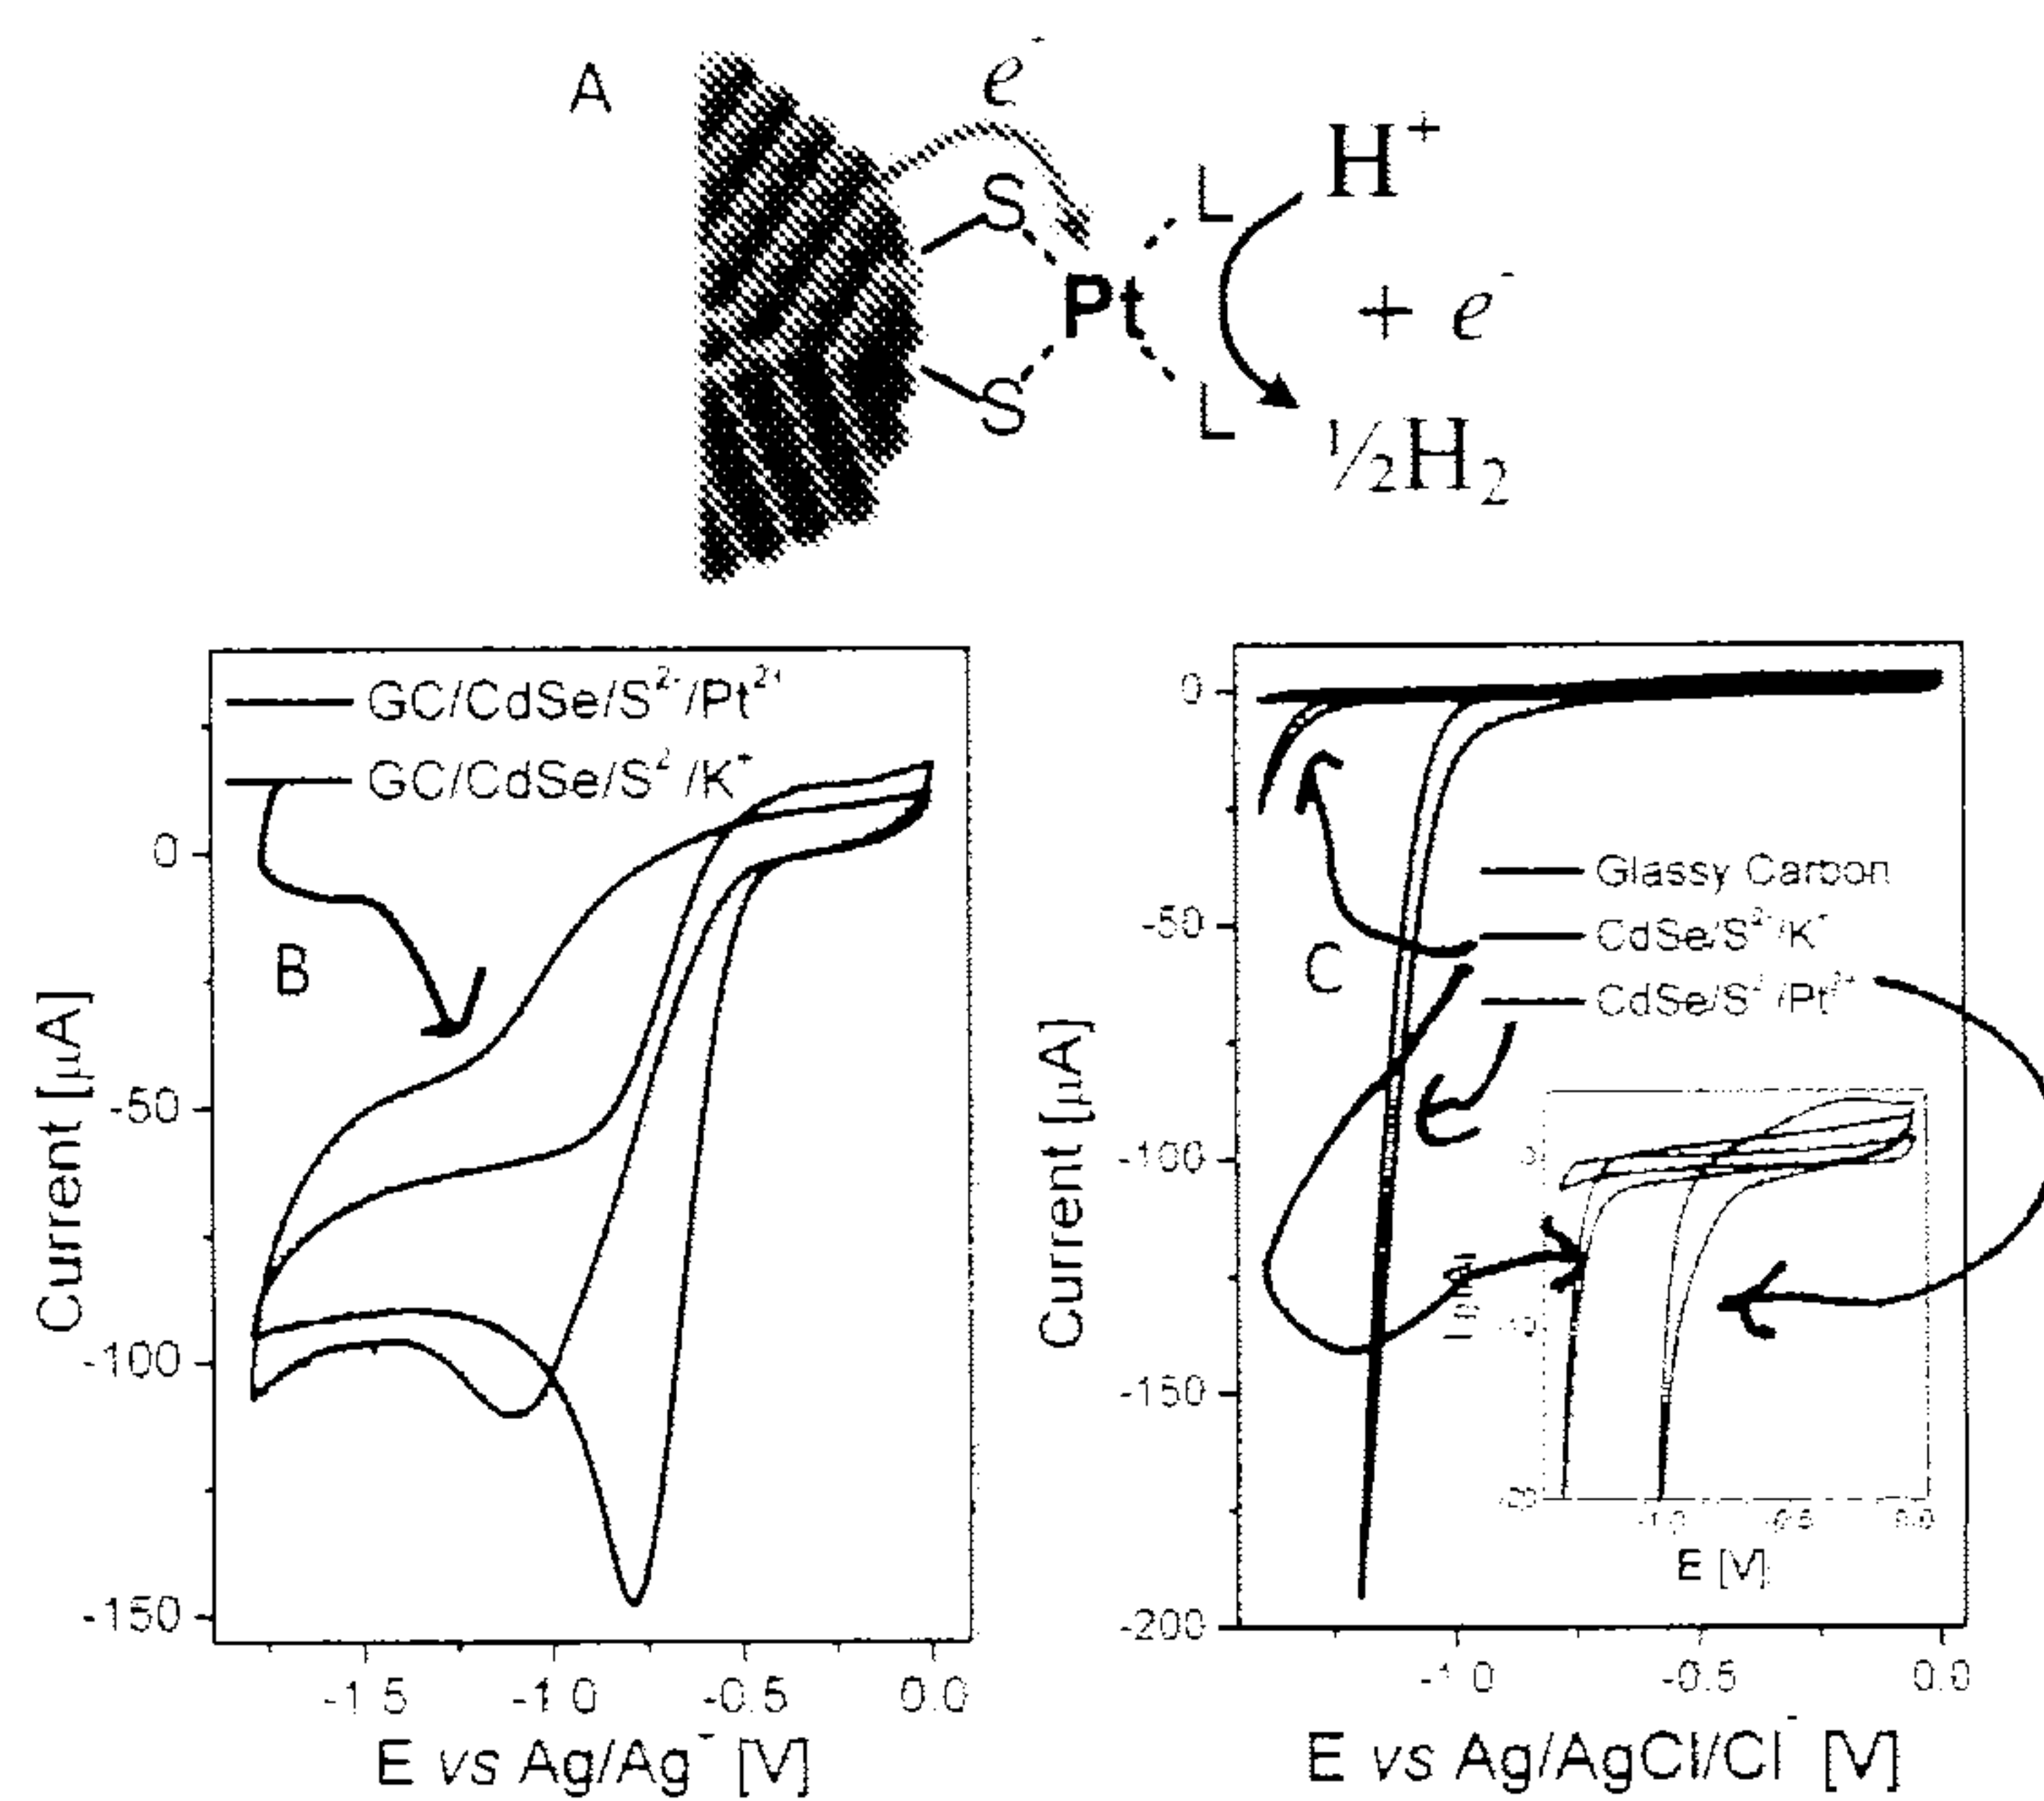 A
e⁻
S
S
Pt
L
L
H⁺
+ e⁻
½H₂
GC/CdSe/S²⁻/Pt²⁺
GC/CdSe/S²⁻/K⁺
B
0
-50
-100
-150
Current [µA]
-1.5 -1.0 -0.5 0.0
E vs Ag/Ag⁺ [V]
0
-50
-100
-150
-200
Current [µA]
C
Glassy Carbon
CdSe/S²⁻/K⁺
CdSe/S²⁻/Pt²⁺
0
-10
-20
-1.0 -0.5 0.0
E [V]
-1.0 -0.5 0.0
E vs Ag/AgCl/Cl⁻ [V]